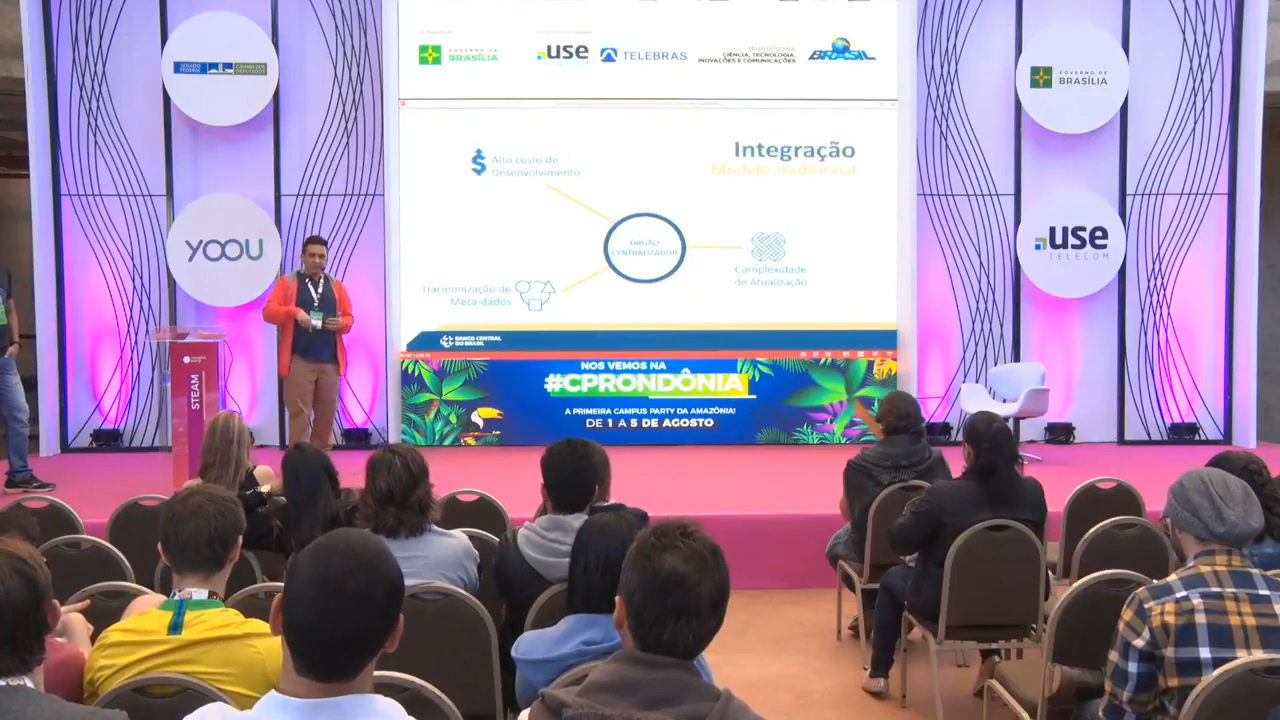 SENADO
FEDERAL
CÂMARA DOS
DEPUTADOS
YOOU
STEAM
GOVERNO DE
BRASÍLIA
USE
TELEBRAS
MINISTÉRIO DA
CIÊNCIA, TECNOLOGIA,
INOVAÇÕES E COMUNICAÇÕES
BRASIL
Integração
Modelo Tradicional
Alto custo de
Desenvolvimento
ÓRGÃO
CENTRALIZADOR
Complexidade
de Atualização
Harmonização de
Meta-dados
BANCO CENTRAL
DO BRASIL
NOS VEMOS NA
#CPRONDÔNIA
A PRIMEIRA CAMPUS PARTY DA AMAZÔNIA!
DE 1 A 5 DE AGOSTO
GOVERNO DE
BRASÍLIA
USE
TELECOM